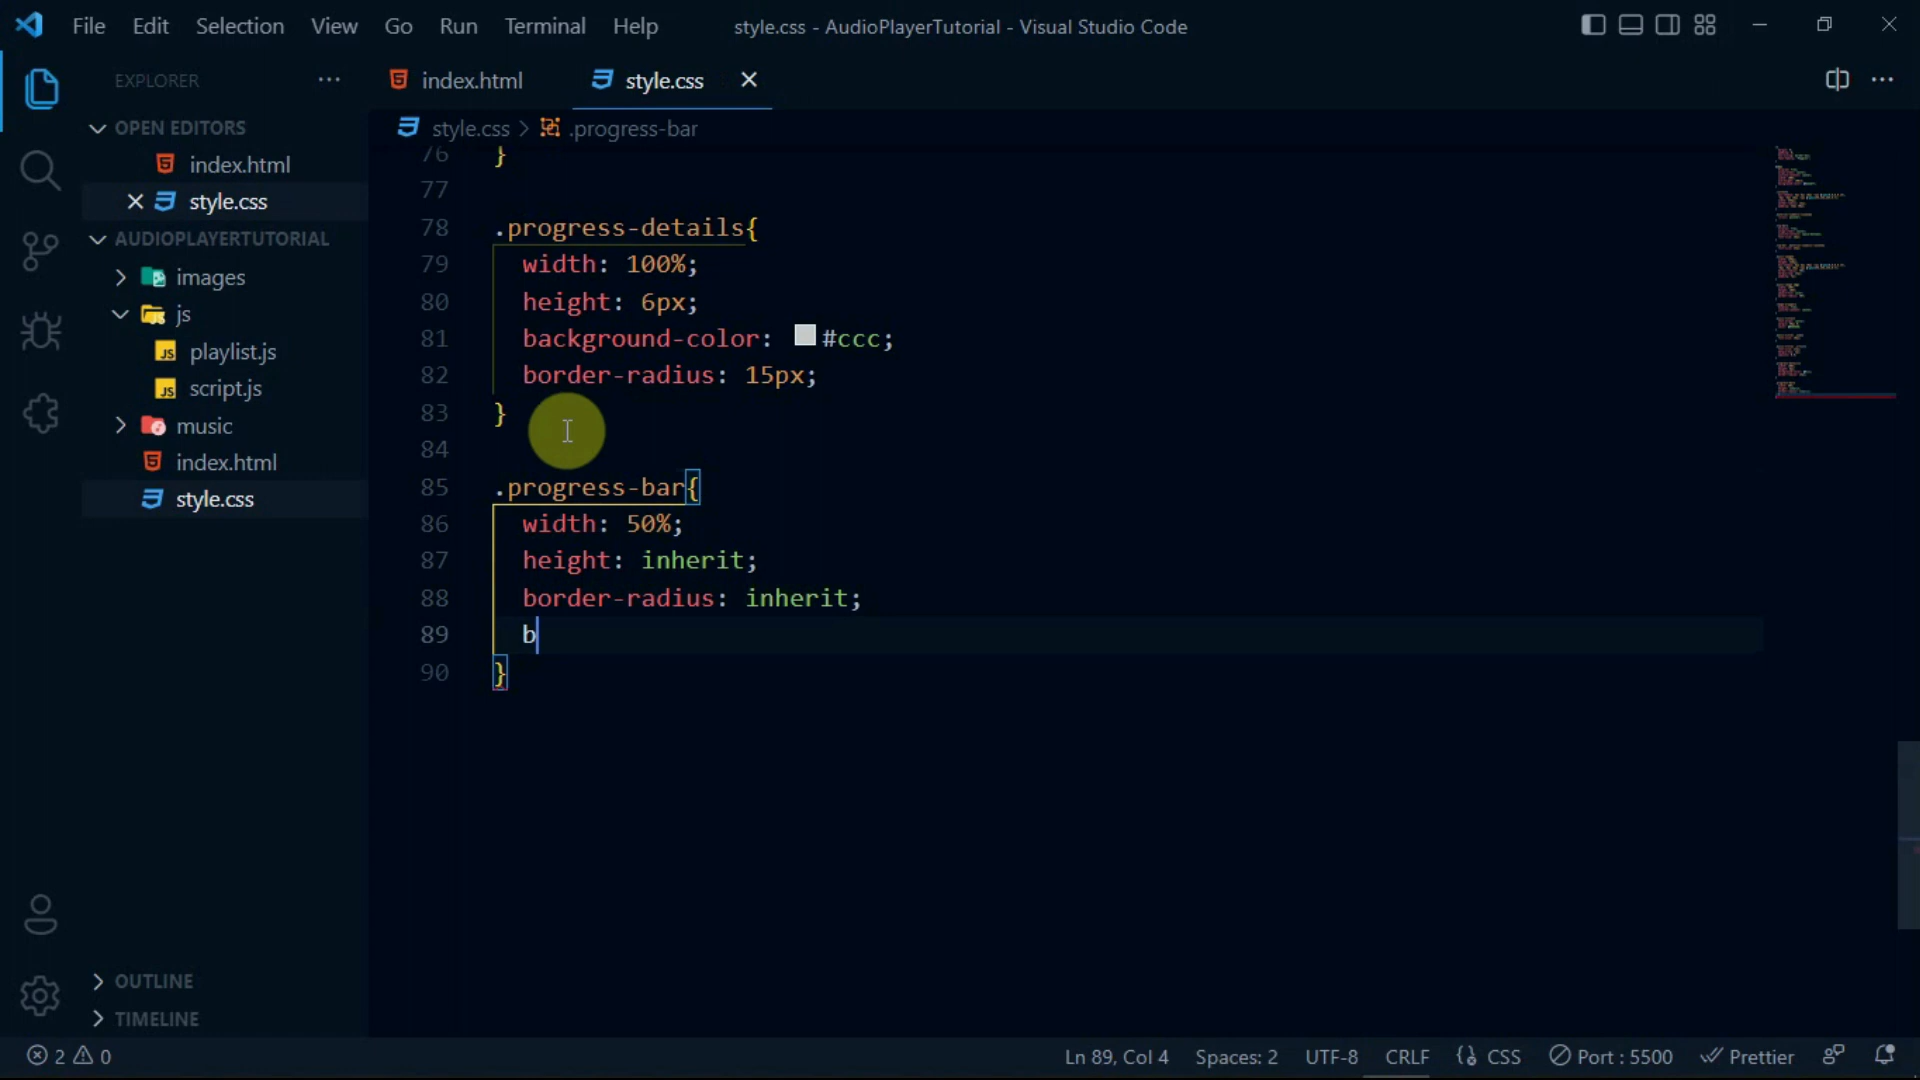 File Edit Selection View Go Run Terminal Help style.css - AudioPlayerTutorial - Visual Studio Code
EXPLORER
index.html style.css
OPEN EDITORS
index.html
style.css
AUDIOPLAYERTUTORIAL
images
js
playlist.js
script.js
music
index.html
style.css
OUTLINE
TIMELINE
style.css > .progress-bar
76 }
77
78 .progress-details{
79 width: 100%;
80 height: 6px;
81 background-color: #ccc;
82 border-radius: 15px;
83 }
84
85 .progress-bar{
86 width: 50%;
87 height: inherit;
88 border-radius: inherit;
89 b
90 }
2 0 Ln 89, Col 4 Spaces: 2 UTF-8 CRLF CSS Port : 5500 Prettier